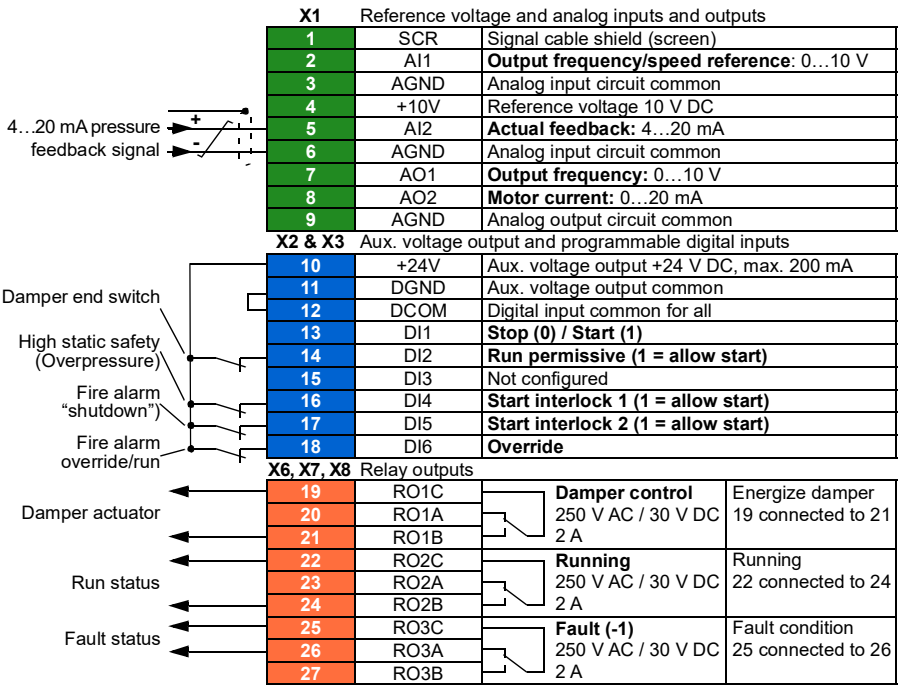 X1 Reference voltage and analog inputs and outputs
1 SCR Signal cable shield (screen)
2 AI1 Output frequency/speed reference: 0…10 V
3 AGND Analog input circuit common
4 +10V Reference voltage 10 V DC
4…20 mA pressure + 5 AI2 Actual feedback: 4…20 mA
feedback signal - 6 AGND Analog input circuit common
7 AO1 Output frequency: 0…10 V
8 AO2 Motor current: 0…20 mA
9 AGND Analog output circuit common
X2 & X3 Aux. voltage output and programmable digital inputs
10 +24V Aux. voltage output +24 V DC, max. 200 mA
11 DGND Aux. voltage output common
Damper end switch
12 DCOM Digital input common for all
13 DI1 Stop (0) / Start (1)
High static safety
(Overpressure)
14 DI2 Run permissive (1 = allow start)
15 DI3 Not configured
Fire alarm
“shutdown”)
16 DI4 Start interlock 1 (1 = allow start)
17 DI5 Start interlock 2 (1 = allow start)
Fire alarm
override/run
18 DI6 Override
X6, X7, X8 Relay outputs
19 RO1C Damper control Energize damper
Damper actuator 20 RO1A 250 V AC / 30 V DC 19 connected to 21
21 RO1B 2 A
22 RO2C Running Running
Run status 23 RO2A 250 V AC / 30 V DC 22 connected to 24
24 RO2B 2 A
25 RO3C Fault (-1) Fault condition
Fault status 26 RO3A 250 V AC / 30 V DC 25 connected to 26
27 RO3B 2 A